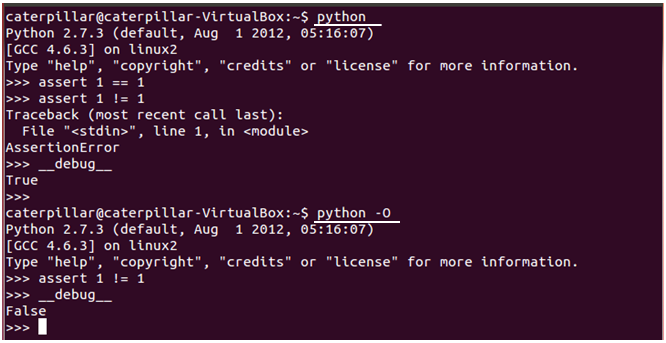 caterpillar@caterpillar-VirtualBox:~$ python
Python 2.7.3 (default, Aug  1 2012, 05:16:07)
[GCC 4.6.3] on linux2
Type "help", "copyright", "credits" or "license" for more information.
>>> assert 1 == 1
>>> assert 1 != 1
Traceback (most recent call last):
  File "<stdin>", line 1, in <module>
AssertionError
>>> __debug__
True
>>>
caterpillar@caterpillar-VirtualBox:~$ python -O
Python 2.7.3 (default, Aug  1 2012, 05:16:07)
[GCC 4.6.3] on linux2
Type "help", "copyright", "credits" or "license" for more information.
>>> assert 1 != 1
>>> __debug__
False
>>>